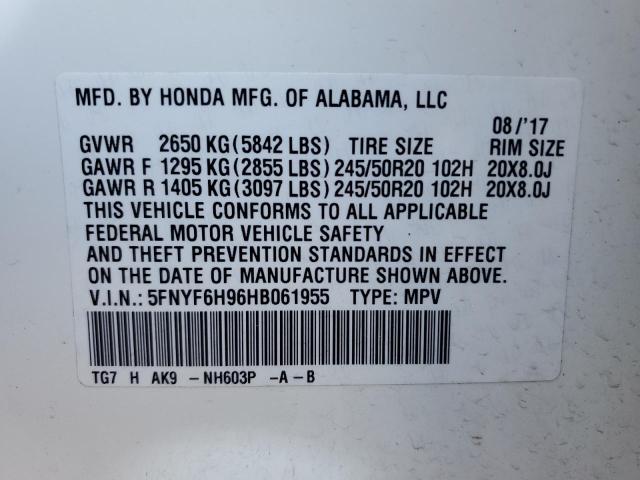 MFD. BY HONDA MFG. OF ALABAMA, LLC
08/'17
GVWR 2650 KG(5842 LBS) TIRE SIZE RIM SIZE
GAWR F 1295 KG(2855 LBS) 245/50R20 102H 20X8.0J
GAWR R 1405 KG(3097 LBS) 245/50R20 102H 20X8.0J
THIS VEHICLE CONFORMS TO ALL APPLICABLE
FEDERAL MOTOR VEHICLE SAFETY
AND THEFT PREVENTION STANDARDS IN EFFECT
ON THE DATE OF MANUFACTURE SHOWN ABOVE.
V.I.N.: 5FNYF6H96HB061955 TYPE: MPV
TG7 H AK9 -NH603P -A-B